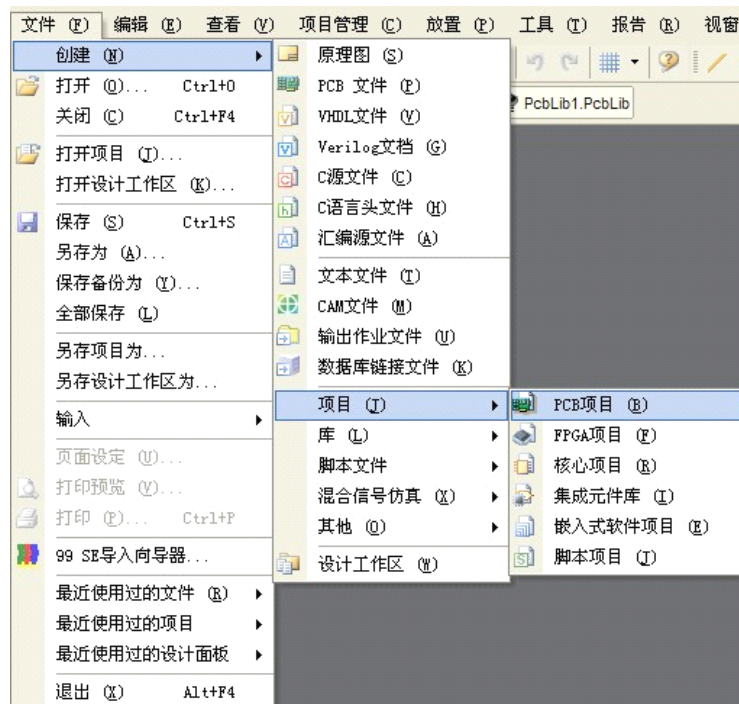 文件 (F) 编辑 (E) 查看 (V) 项目管理 (C) 放置 (P) 工具 (T) 报告 (R) 视窗
创建 (N)
打开 (O)... Ctrl+O
关闭 (C) Ctrl+F4
打开项目 (J)...
打开设计工作区 (K)...
保存 (S) Ctrl+S
另存为 (A)...
保存备份为 (Y)...
全部保存 (L)
另存项目为...
另存设计工作区为...
输入
页面设定 (U)...
打印预览 (V)...
打印 (P)... Ctrl+P
99 SE导入向导器...
最近使用过的文件 (R)
最近使用过的项目
最近使用过的设计面板
退出 (X) Alt+F4
原理图 (S)
PCB 文件 (P)
VHDL文件 (V)
Verilog文档 (G)
C源文件 (C)
C语言头文件 (H)
汇编源文件 (A)
文本文件 (T)
CAM文件 (M)
输出作业文件 (U)
数据库链接文件 (K)
项目 (J)
库 (L)
脚本文件
混合信号仿真 (X)
其他 (O)
设计工作区 (W)
PcbLib1.PcbLib
PCB项目 (B)
FPGA项目 (F)
核心项目 (R)
集成元件库 (I)
嵌入式软件项目 (E)
脚本项目 (T)